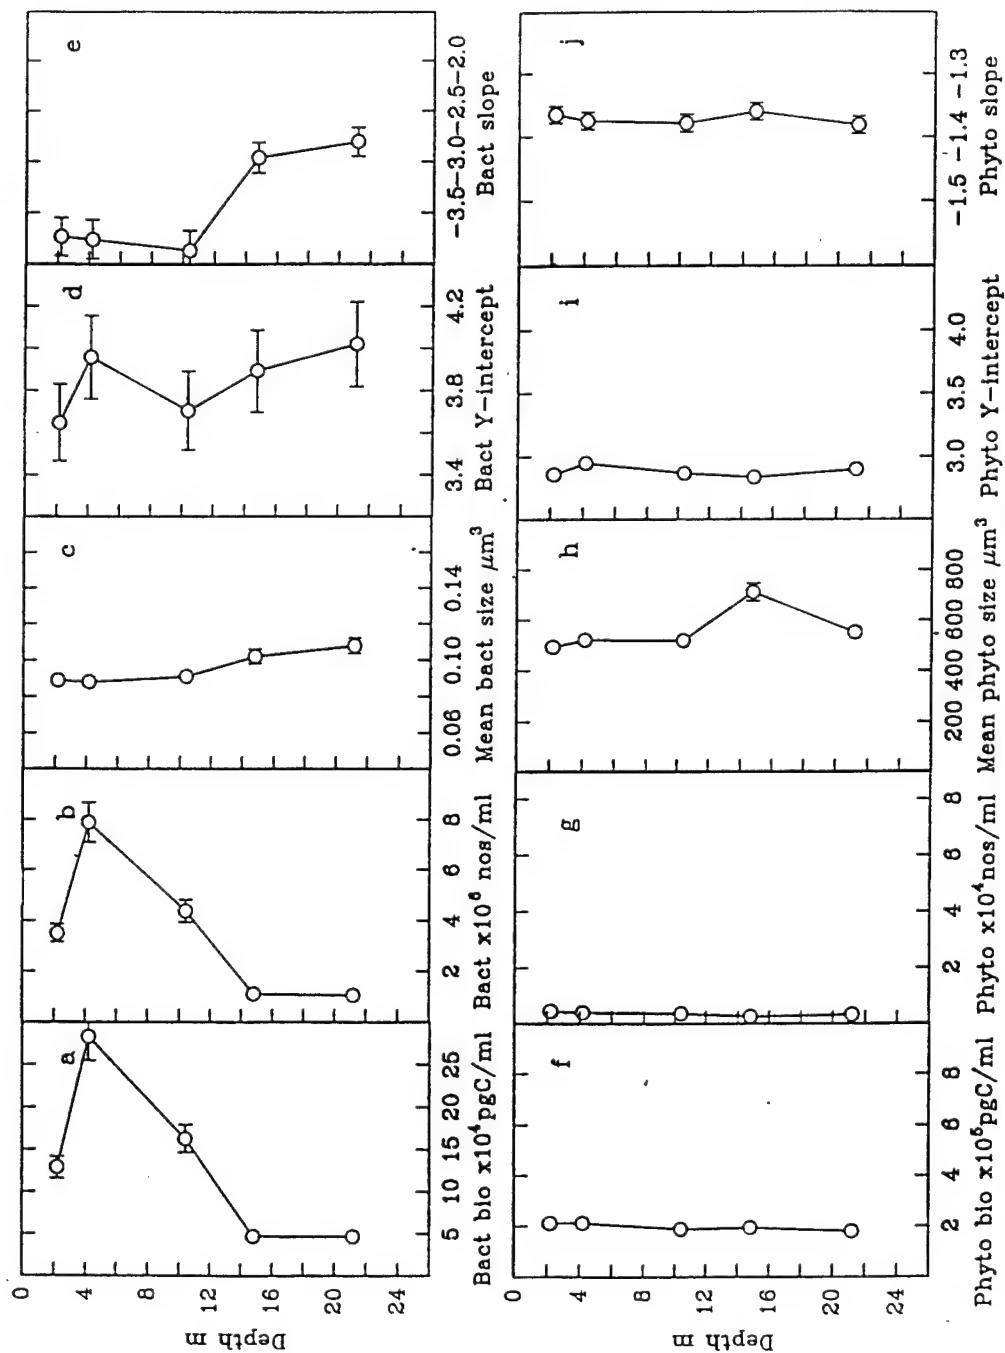 0
4
8
12
16
20
24
Depth m
a
5 10 15 20 25
Bact bio x10⁴pgC/ml
b
2 4 6 8
Bact x10⁶ nos/ml
c
0.06 0.10 0.14
Mean bact size μm³
d
3.4 3.8 4.2
Bact Y-intercept
e
-3.5-3.0-2.5-2.0
Bact slope
0
4
8
12
16
20
24
Depth m
f
2 4 6 8
Phyto bio x10⁵pgC/ml
g
2 4 6 8
Phyto x10⁴nos/ml
h
200 400 600 800
Mean phyto size μm³
i
3.0 3.5 4.0
Phyto Y-intercept
j
-1.5 -1.4 -1.3
Phyto slope